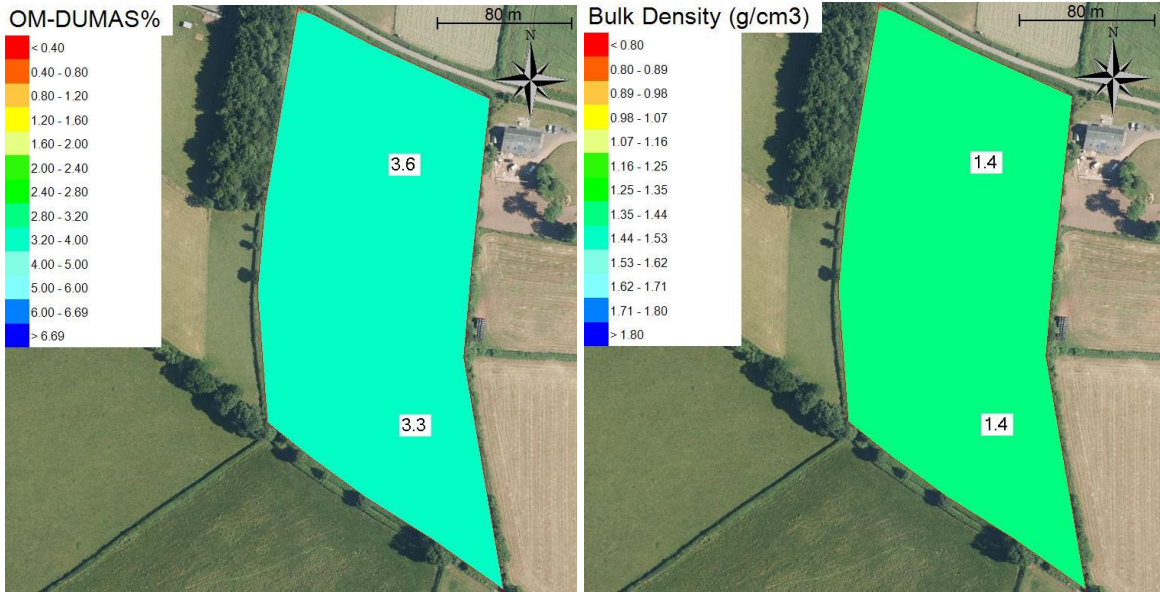 OM-DUMAS%
< 0.40
0.40 - 0.80
0.80 - 1.20
1.20 - 1.60
1.60 - 2.00
2.00 - 2.40
2.40 - 2.80
2.80 - 3.20
3.20 - 4.00
4.00 - 5.00
5.00 - 6.00
6.00 - 6.69
> 6.69
80 m
N
3.6
3.3
Bulk Density (g/cm3)
< 0.80
0.80 - 0.89
0.89 - 0.98
0.98 - 1.07
1.07 - 1.16
1.16 - 1.25
1.25 - 1.35
1.35 - 1.44
1.44 - 1.53
1.53 - 1.62
1.62 - 1.71
1.71 - 1.80
> 1.80
80 m
N
1.4
1.4